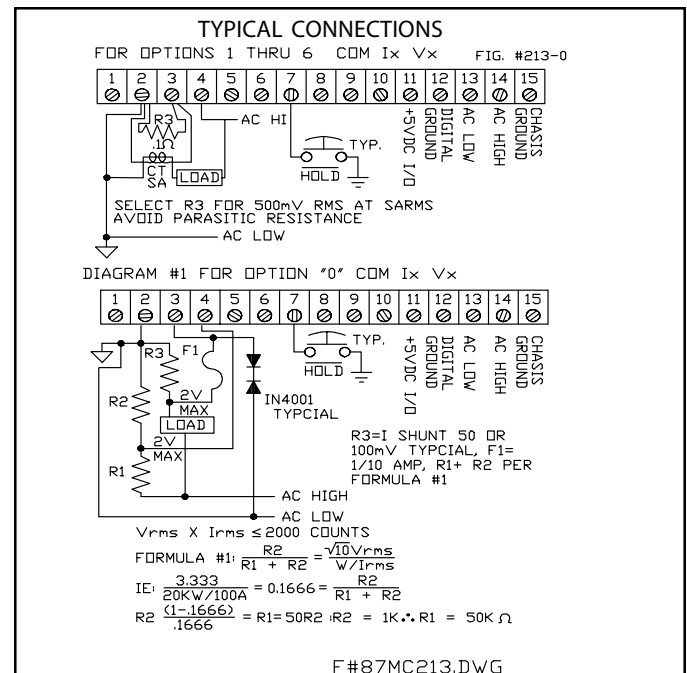 TYPICAL CONNECTIONS
FOR OPTIONS 1 THRU 6 COM Ix Vx FIG. #213-0
1 2 3 4 5 6 7 8 9 10 11 12 13 14 15
R3
.1Ω
CT
5A
LOAD
AC HI
TYP.
HOLD
+5VDC I/O
DIGITAL GROUND
AC LOW
AC HIGH
CHASIS GROUND
SELECT R3 FOR 500mV RMS AT 5ARMS
AVOID PARASITIC RESISTANCE
AC LOW
DIAGRAM #1 FOR OPTION "0" COM Ix Vx
1 2 3 4 5 6 7 8 9 10 11 12 13 14 15
R3
F1
TYP.
HOLD
+5VDC I/O
DIGITAL GROUND
AC LOW
AC HIGH
CHASIS GROUND
R2
2V
MAX
LOAD
IN4001
TYPCIAL
2V
MAX
R1
R3=I SHUNT 50 OR
100mV TYPCIAL, F1=
1/10 AMP, R1+ R2 PER
FORMULA #1
AC HIGH
AC LOW
Vrms X Irms ≤2000 COUNTS
FORMULA #1: R2 / R1 + R2 = √10Vrms / W/Irms
IE: 3.333 / 20KW/100A = 0.1666 = R2 / R1 + R2
R2 (1-.1666) / .1666 = R1=50R2 :R2 = 1K∴R1 = 50K Ω
F#87MC213.DWG